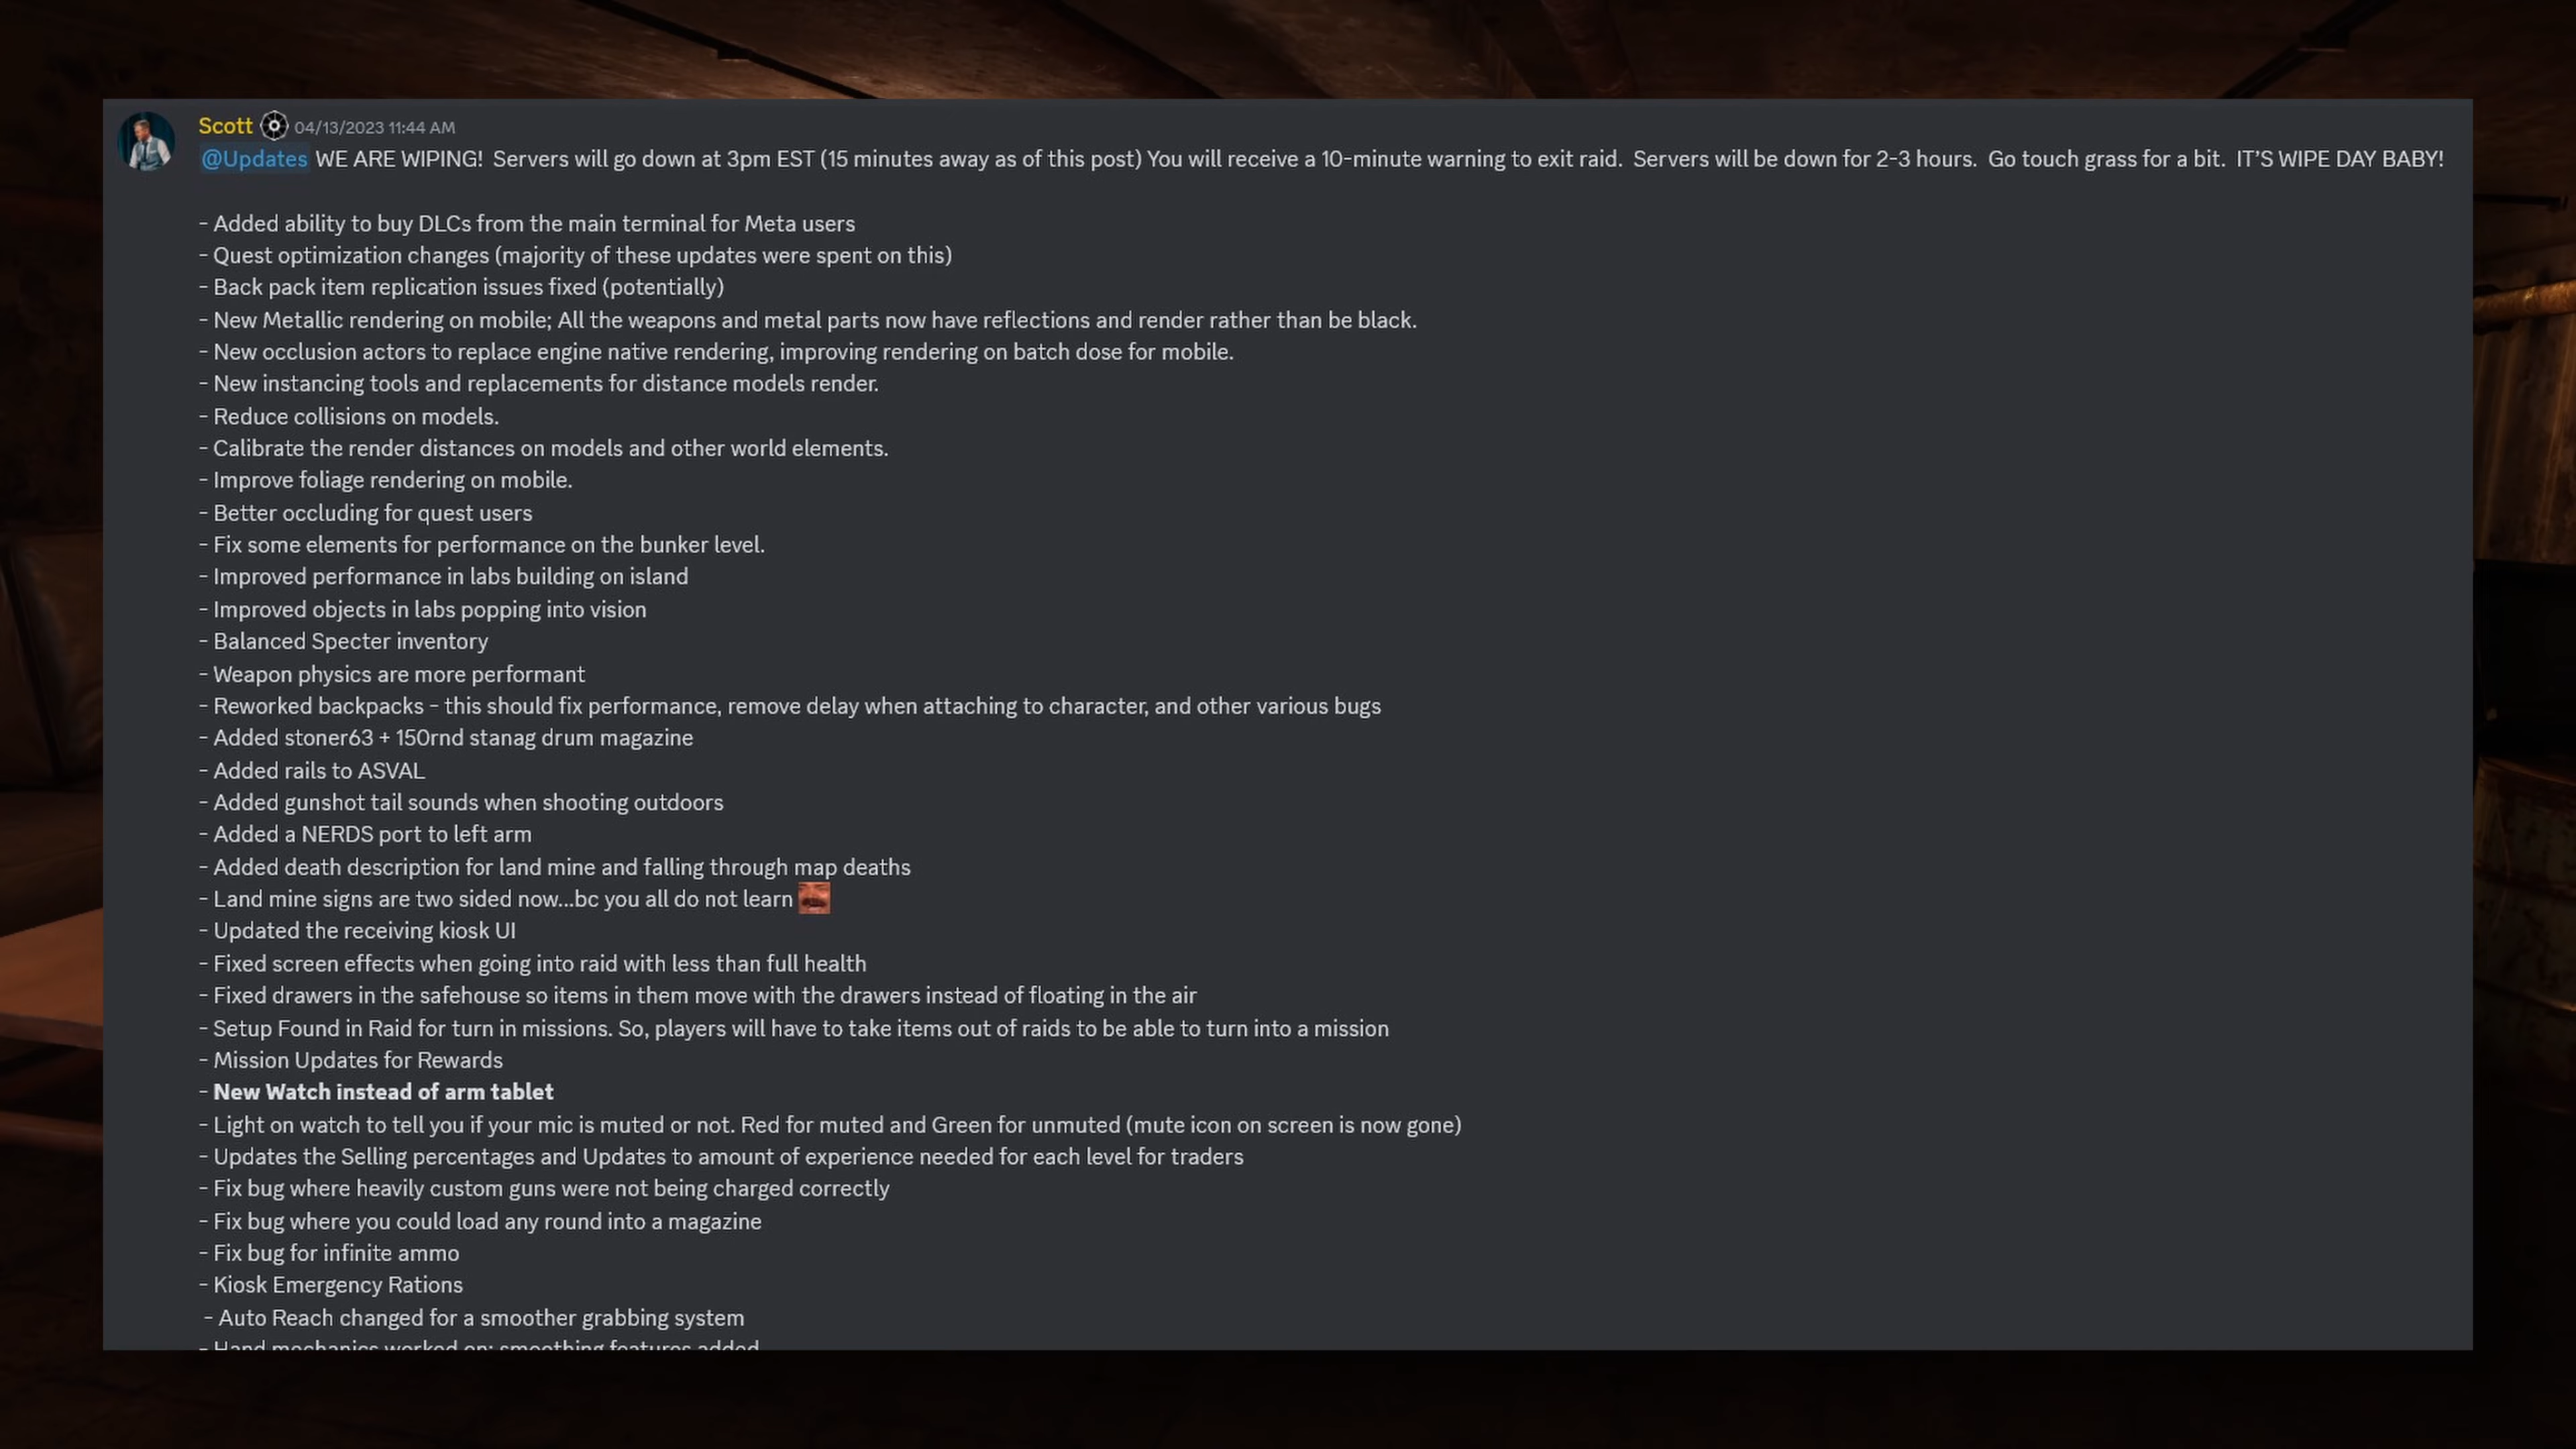 Scott 04/13/2023 11:44 AM
@Updates WE ARE WIPING!  Servers will go down at 3pm EST (15 minutes away as of this post) You will receive a 10-minute warning to exit raid.  Servers will be down for 2-3 hours.  Go touch grass for a bit.  IT'S WIPE DAY BABY!
- Added ability to buy DLCs from the main terminal for Meta users
- Quest optimization changes (majority of these updates were spent on this)
- Back pack item replication issues fixed (potentially)
- New Metallic rendering on mobile; All the weapons and metal parts now have reflections and render rather than be black.
- New occlusion actors to replace engine native rendering, improving rendering on batch dose for mobile.
- New instancing tools and replacements for distance models render.
- Reduce collisions on models.
- Calibrate the render distances on models and other world elements.
- Improve foliage rendering on mobile.
- Better occluding for quest users
- Fix some elements for performance on the bunker level.
- Improved performance in labs building on island
- Improved objects in labs popping into vision
- Balanced Specter inventory
- Weapon physics are more performant
- Reworked backpacks - this should fix performance, remove delay when attaching to character, and other various bugs
- Added stoner63 + 150rnd stanag drum magazine
- Added rails to ASVAL
- Added gunshot tail sounds when shooting outdoors
- Added a NERDS port to left arm
- Added death description for land mine and falling through map deaths
- Land mine signs are two sided now...bc you all do not learn
- Updated the receiving kiosk UI
- Fixed screen effects when going into raid with less than full health
- Fixed drawers in the safehouse so items in them move with the drawers instead of floating in the air
- Setup Found in Raid for turn in missions. So, players will have to take items out of raids to be able to turn into a mission
- Mission Updates for Rewards
- New Watch instead of arm tablet
- Light on watch to tell you if your mic is muted or not. Red for muted and Green for unmuted (mute icon on screen is now gone)
- Updates the Selling percentages and Updates to amount of experience needed for each level for traders
- Fix bug where heavily custom guns were not being charged correctly
- Fix bug where you could load any round into a magazine
- Fix bug for infinite ammo
- Kiosk Emergency Rations
- Auto Reach changed for a smoother grabbing system
- Hand mechanics worked on; smoothing features added